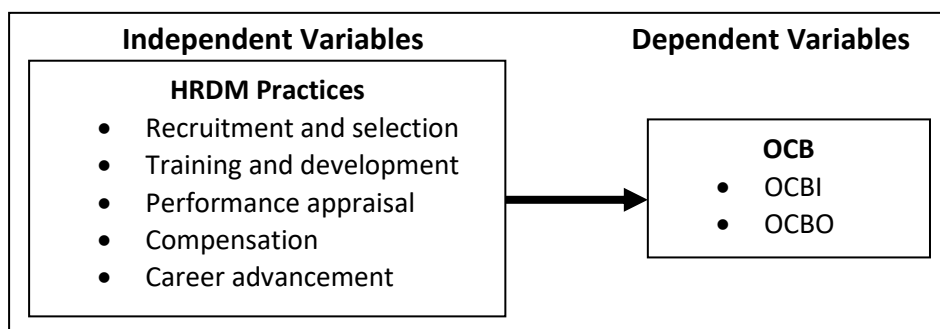 Independent Variables
HRDM Practices
• Recruitment and selection
• Training and development
• Performance appraisal
• Compensation
• Career advancement
Dependent Variables
OCB
• OCBI
• OCBO